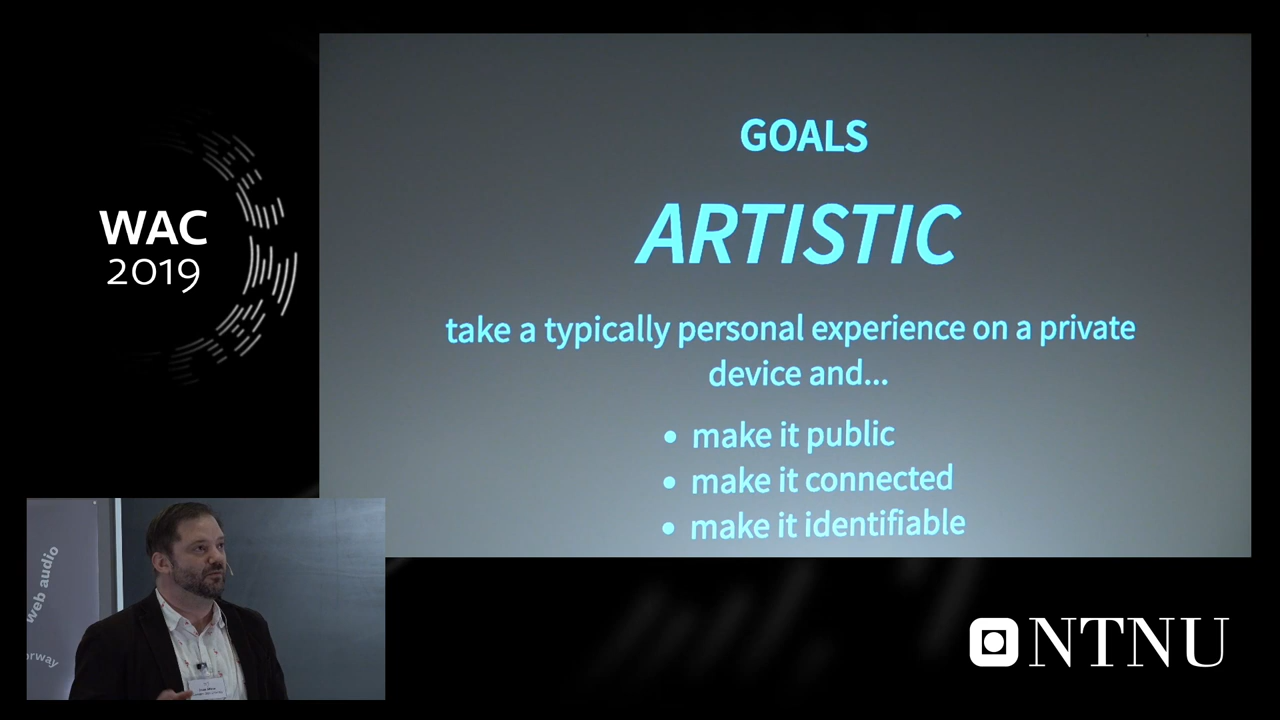 WAC
2019
GOALS
ARTISTIC
take a typically personal experience on a private
device and...
• make it public
• make it connected
• make it identifiable
web audio
orway
NTNU